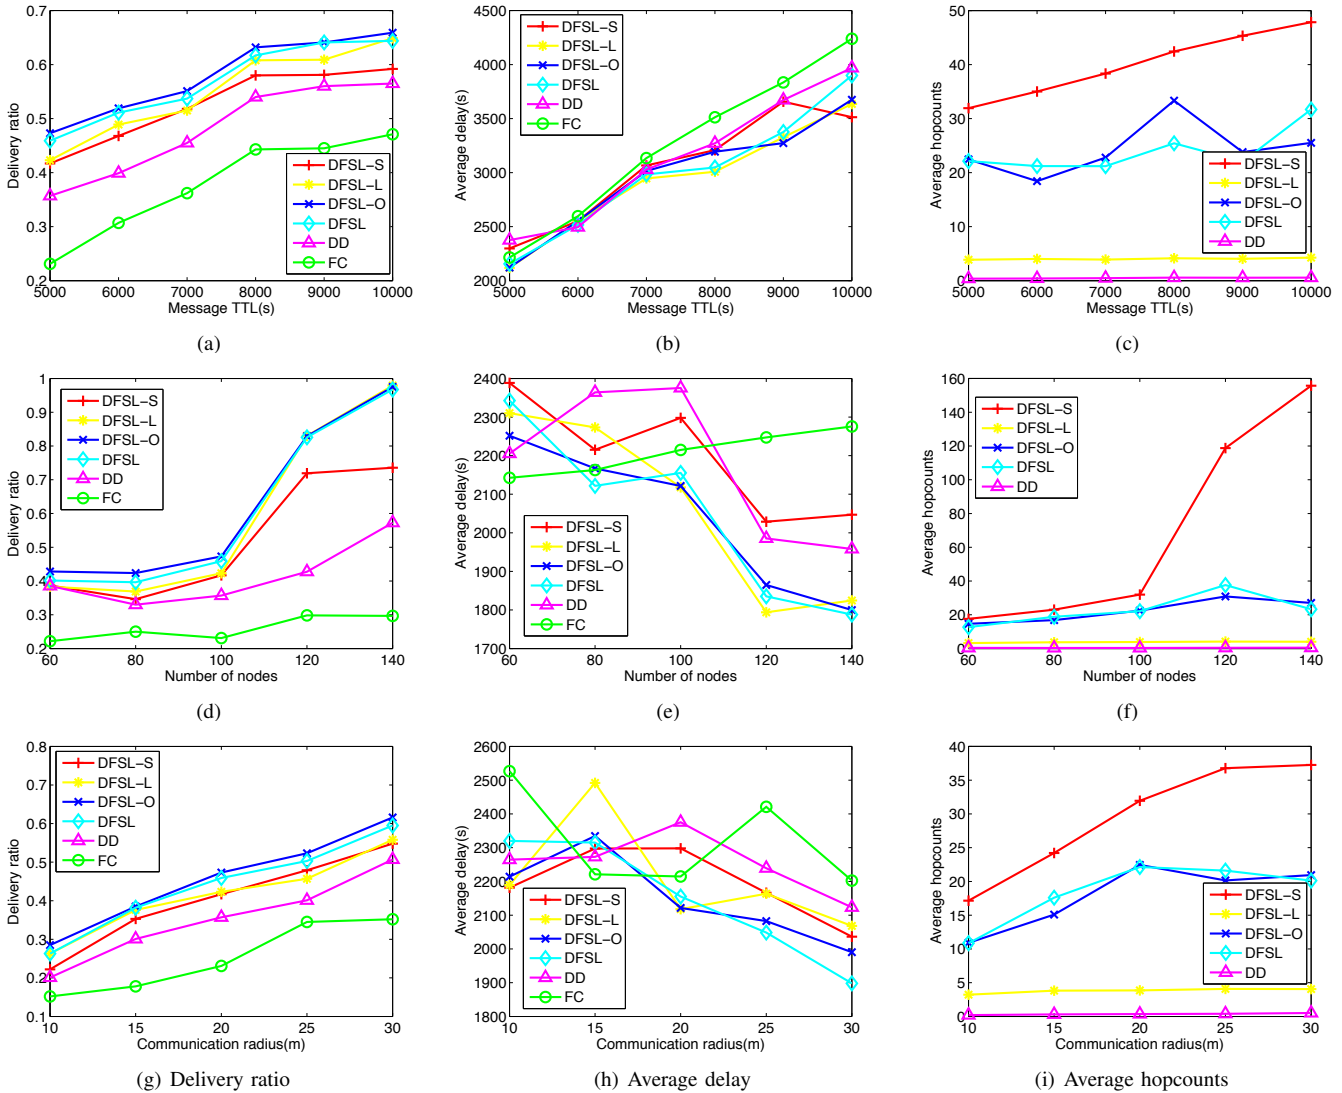 0.7
0.6
0.5
0.4
0.3
0.2
Delivery ratio
DFSL−S
DFSL−L
DFSL−O
DFSL
DD
FC
5000 6000 7000 8000 9000 10000
Message TTL(s)
(a)
4500
4000
3500
3000
2500
2000
Average delay(s)
DFSL−S
DFSL−L
DFSL−O
DFSL
DD
FC
5000 6000 7000 8000 9000 10000
Message TTL(s)
(b)
50
40
30
20
10
0
Average hopcounts
DFSL−S
DFSL−L
DFSL−O
DFSL
DD
5000 6000 7000 8000 9000 10000
Message TTL(s)
(c)
1
0.9
0.8
0.7
0.6
0.5
0.4
0.3
0.2
Delivery ratio
DFSL−S
DFSL−L
DFSL−O
DFSL
DD
FC
60 80 100 120 140
Number of nodes
(d)
2400
2300
2200
2100
2000
1900
1800
1700
Average delay(s)
DFSL−S
DFSL−L
DFSL−O
DFSL
DD
FC
60 80 100 120 140
Number of nodes
(e)
160
140
120
100
80
60
40
20
0
Average hopcounts
DFSL−S
DFSL−L
DFSL−O
DFSL
DD
60 80 100 120 140
Number of nodes
(f)
0.8
0.7
0.6
0.5
0.4
0.3
0.2
0.1
Delivery ratio
DFSL−S
DFSL−L
DFSL−O
DFSL
DD
FC
10 15 20 25 30
Communication radius(m)
(g) Delivery ratio
2600
2500
2400
2300
2200
2100
2000
1900
1800
Average delay(s)
DFSL−S
DFSL−L
DFSL−O
DFSL
DD
FC
10 15 20 25 30
Communication radius(m)
(h) Average delay
40
35
30
25
20
15
10
5
0
Average hopcounts
DFSL−S
DFSL−L
DFSL−O
DFSL
DD
10 15 20 25 30
Communication radius(m)
(i) Average hopcounts